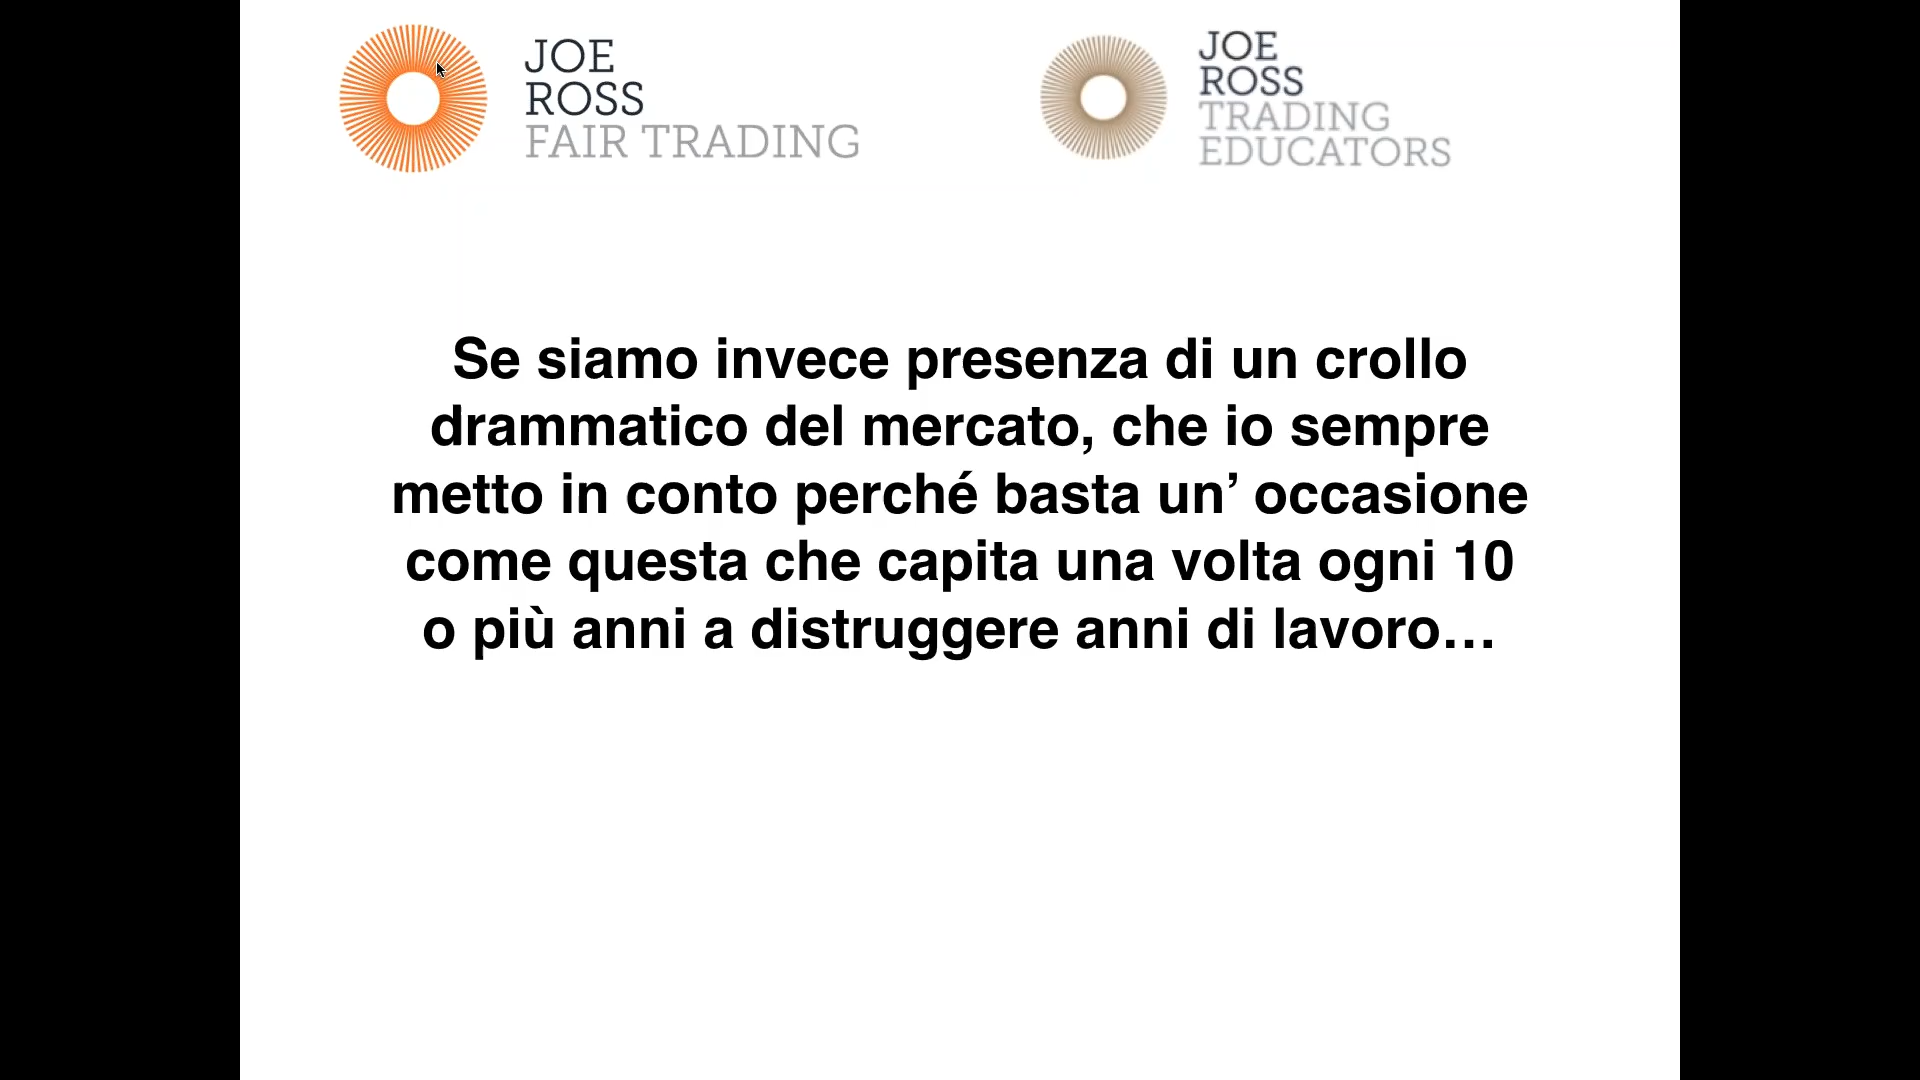 JOE
ROSS
FAIR TRADING
JOE
ROSS
TRADING
EDUCATORS
Se siamo invece presenza di un crollo
drammatico del mercato, che io sempre
metto in conto perché basta un’ occasione
come questa che capita una volta ogni 10
o più anni a distruggere anni di lavoro…